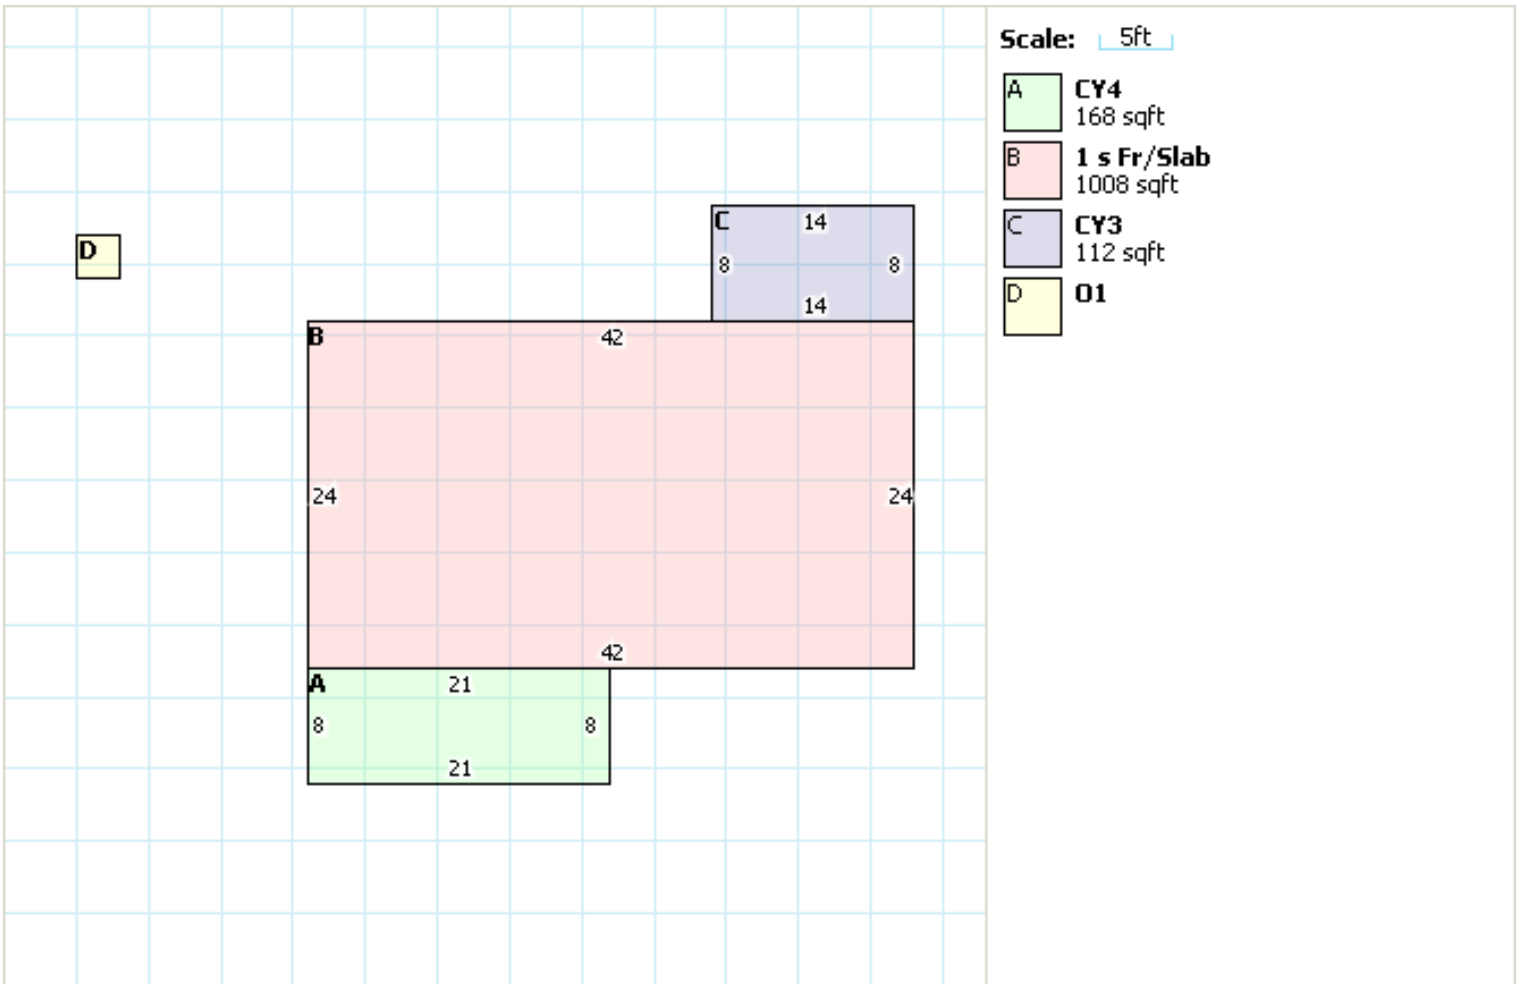 Scale: 5ft
A CY4
168 sqft
B 1 s Fr/Slab
1008 sqft
C CY3
112 sqft
D O1
C 14
8 8
14
D
B 42
24 24
42
A 21
8 8
21